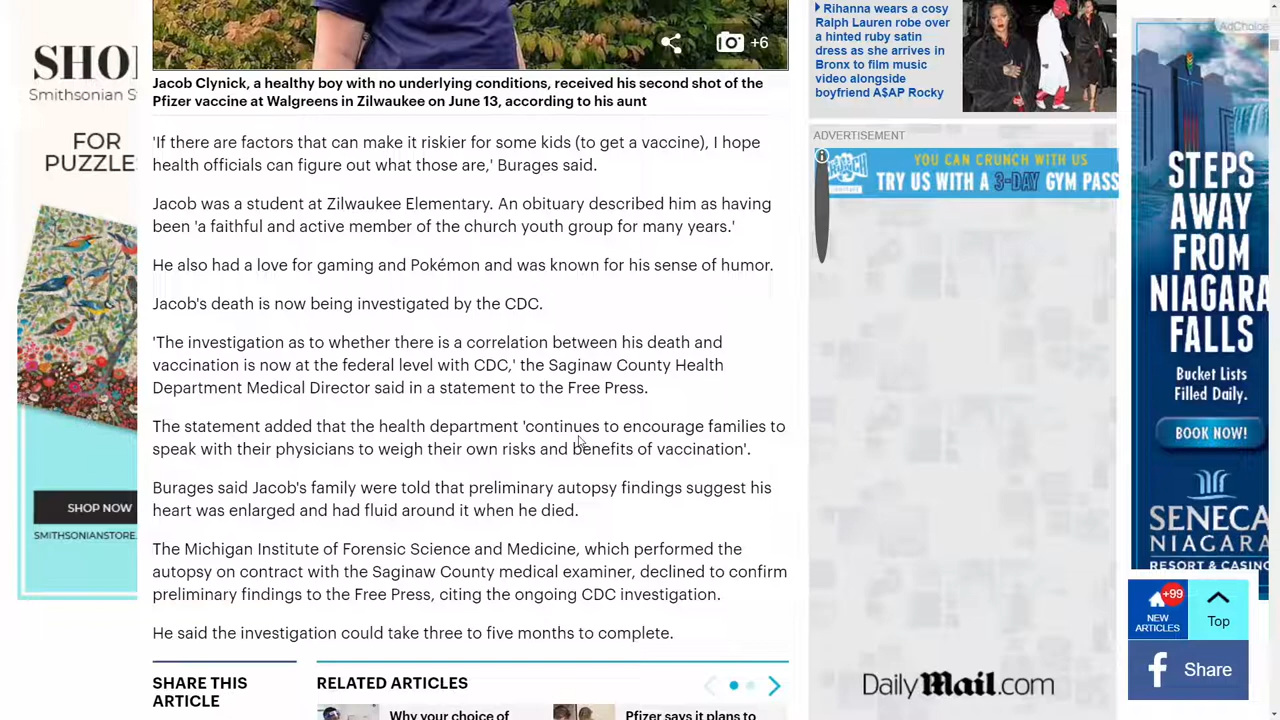 SHO
Smithsonian S
FOR
PUZZLE
SHOP NOW
SMITHSONIANSTORE.
+6
Jacob Clynick, a healthy boy with no underlying conditions, received his second shot of the
Pfizer vaccine at Walgreens in Zilwaukee on June 13, according to his aunt
'If there are factors that can make it riskier for some kids (to get a vaccine), I hope
health officials can figure out what those are,' Burages said.
Jacob was a student at Zilwaukee Elementary. An obituary described him as having
been 'a faithful and active member of the church youth group for many years.'
He also had a love for gaming and Pokémon and was known for his sense of humor.
Jacob's death is now being investigated by the CDC.
'The investigation as to whether there is a correlation between his death and
vaccination is now at the federal level with CDC,' the Saginaw County Health
Department Medical Director said in a statement to the Free Press.
The statement added that the health department 'continues to encourage families to
speak with their physicians to weigh their own risks and benefits of vaccination'.
Burages said Jacob's family were told that preliminary autopsy findings suggest his
heart was enlarged and had fluid around it when he died.
The Michigan Institute of Forensic Science and Medicine, which performed the
autopsy on contract with the Saginaw County medical examiner, declined to confirm
preliminary findings to the Free Press, citing the ongoing CDC investigation.
He said the investigation could take three to five months to complete.
SHARE THIS
ARTICLE
RELATED ARTICLES
Why your choice of
Pfizer says it plans to
Rihanna wears a cosy
Ralph Lauren robe over
a hinted ruby satin
dress as she arrives in
Bronx to film music
video alongside
boyfriend A$AP Rocky
ADVERTISEMENT
YOU CAN CRUNCH WITH US
TRY US WITH A 3-DAY GYM PASS
DailyMail.com
AdChoice
STEPS
AWAY
FROM
NIAGARA
FALLS
Bucket Lists
Filled Daily.
BOOK NOW!
SENECA
NIAGARA
RESORT & CASINO
+99
NEW
ARTICLES
Top
Share